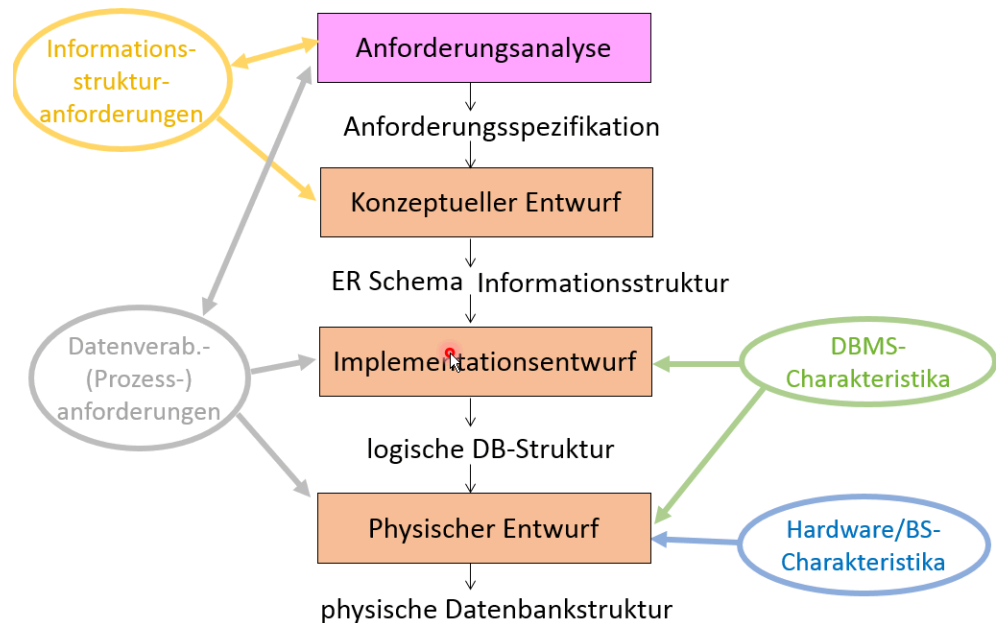 Informations-
struktur-
anforderungen
Anforderungsanalyse
Anforderungsspezifikation
Konzeptueller Entwurf
ER Schema Informationsstruktur
Datenverab.-
(Prozess-)
anforderungen
Implementationsentwurf
DBMS-
Charakteristika
logische DB-Struktur
Physischer Entwurf
Hardware/BS-
Charakteristika
physische Datenbankstruktur